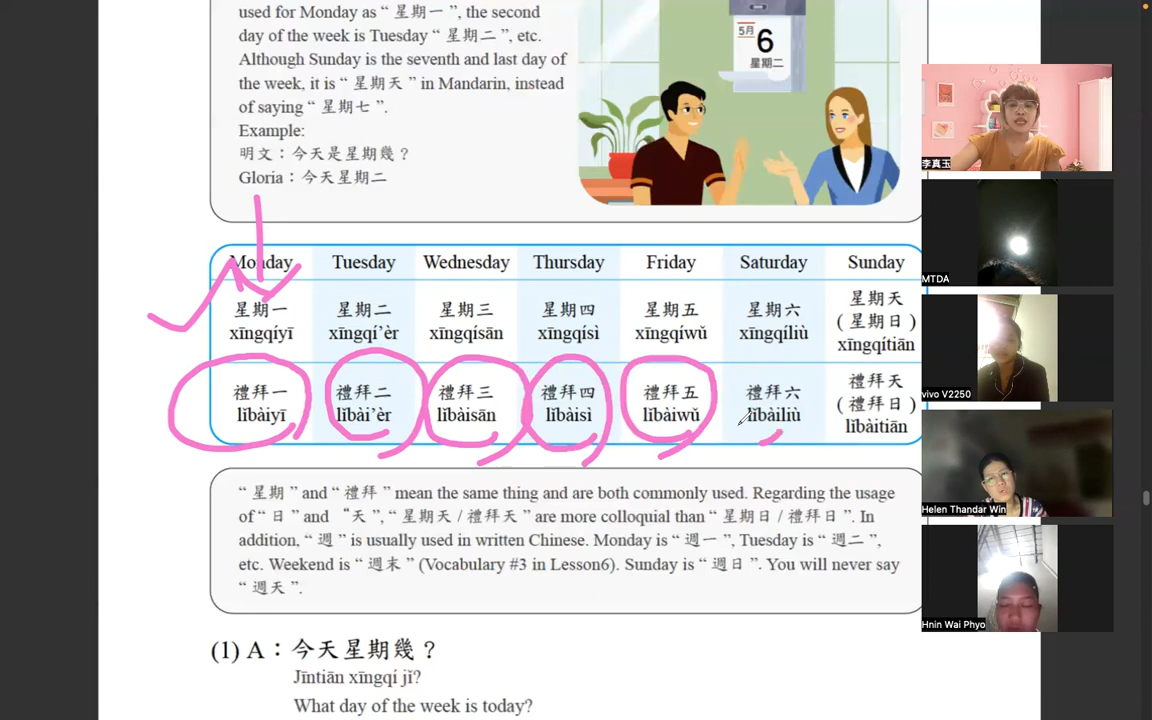 used for Monday as “ 星期一 ”, the second
day of the week is Tuesday “ 星期二 ”, etc.
Although Sunday is the seventh and last day of
the week, it is “ 星期天 ” in Mandarin, instead
of saying “ 星期七 ”.
Example:
明文：今天是星期幾？
Gloria：今天星期二
5月
6
星期二
Monday Tuesday Wednesday Thursday Friday Saturday Sunday
星期一 星期二 星期三 星期四 星期五 星期六 星期天
( 星期日 )
xīngqíyī xīngqí’èr xīngqísān xīngqísì xīngqíwǔ xīngqíliù xīngqítiān
禮拜一 禮拜二 禮拜三 禮拜四 禮拜五 禮拜六 禮拜天
( 禮拜日 )
lǐbàiyī lǐbài’èr lǐbàisān lǐbàisì lǐbàiwǔ lǐbàiliù lǐbàitiān
“ 星期 ” and “ 禮拜 ” mean the same thing and are both commonly used. Regarding the usage
of “ 日 ” and “天 ”, “ 星期天 / 禮拜天 ” are more colloquial than “ 星期日 / 禮拜日 ”. In
addition, “ 週 ” is usually used in written Chinese. Monday is “ 週一 ”, Tuesday is “ 週二 ”,
etc. Weekend is “ 週末 ” (Vocabulary #3 in Lesson6). Sunday is “ 週日 ”. You will never say
“ 週天 ”.
(1) A：今天星期幾？
Jīntiān xīngqí jǐ?
What day of the week is today?
李真玉
MTDA
vivo V2250
Helen Thandar Win
Hnin Wai Phyo